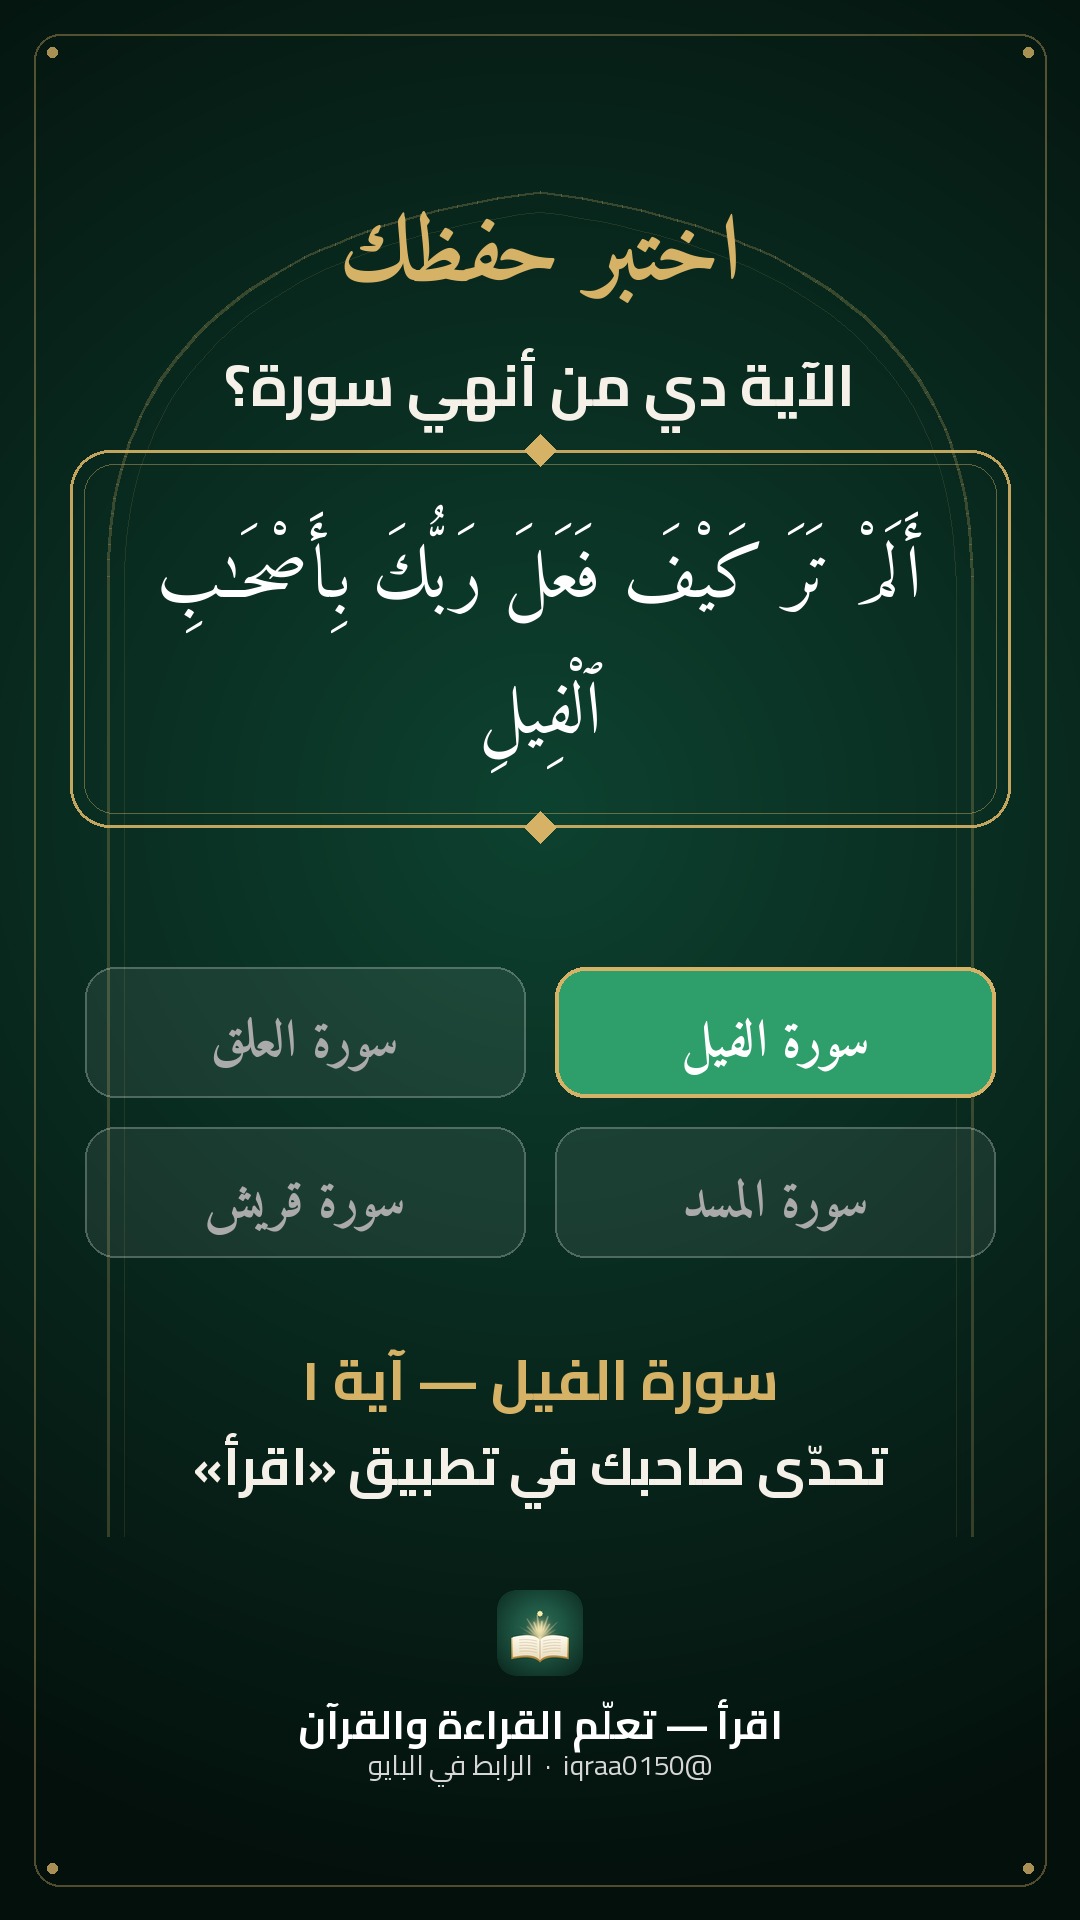 اختبر حفظك
الآية دي من أنهي سورة؟
أَلَمْ تَرَ كَيْفَ فَعَلَ رَبُّكَ بِأَصْحَـٰبِ
ٱلْفِيلِ
سورة الفيل
سورة العلق
سورة المسد
سورة قريش
سورة الفيل — آية ١
تحدّى صاحبك في تطبيق «اقرأ»
اقرأ — تعلّم القراءة والقرآن
@iqraa0150 · الرابط في البايو